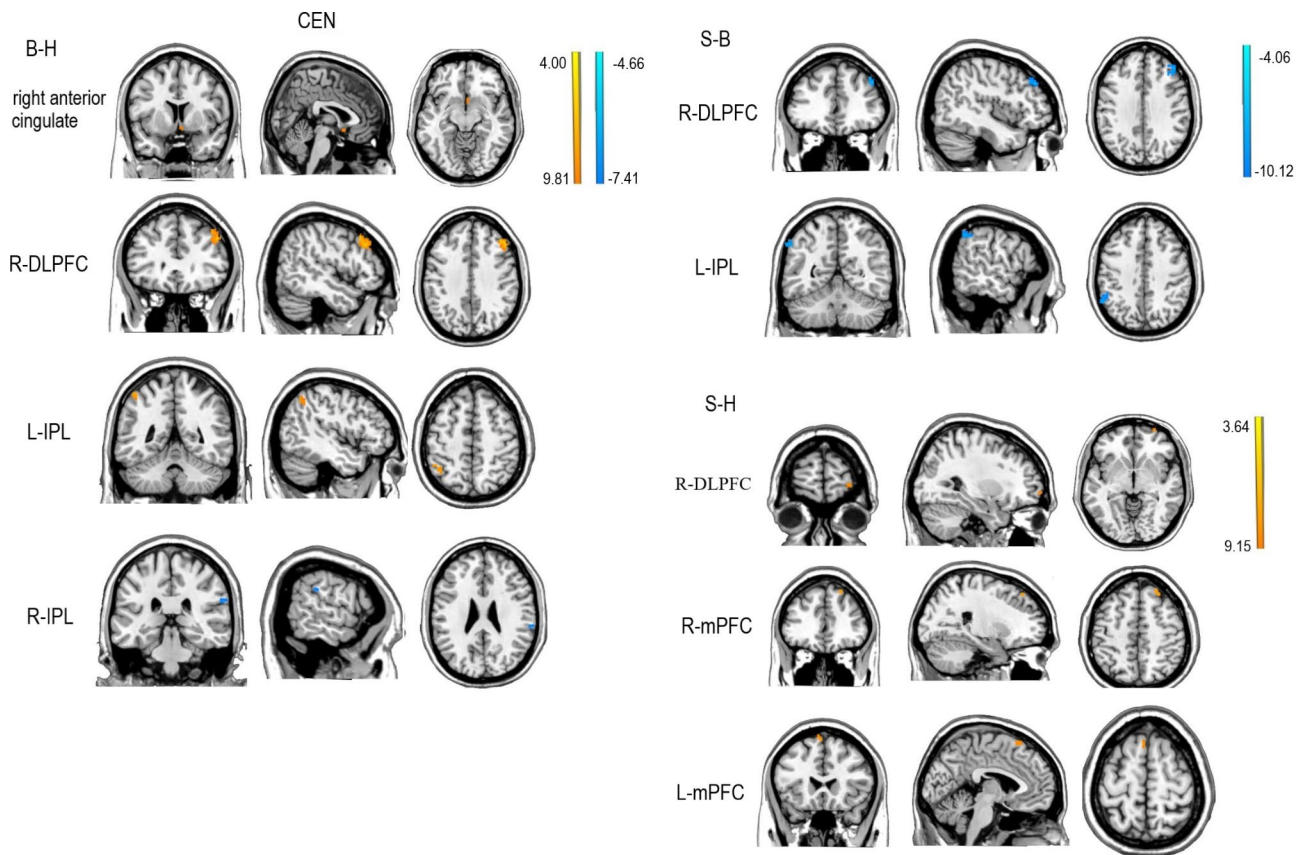 CEN
B-H
right anterior
cingulate
4.00
-4.66
9.81
-7.41
R-DLPFC
L-IPL
R-IPL
S-B
R-DLPFC
-4.06
-10.12
L-IPL
S-H
R-DLPFC
3.64
9.15
R-mPFC
L-mPFC